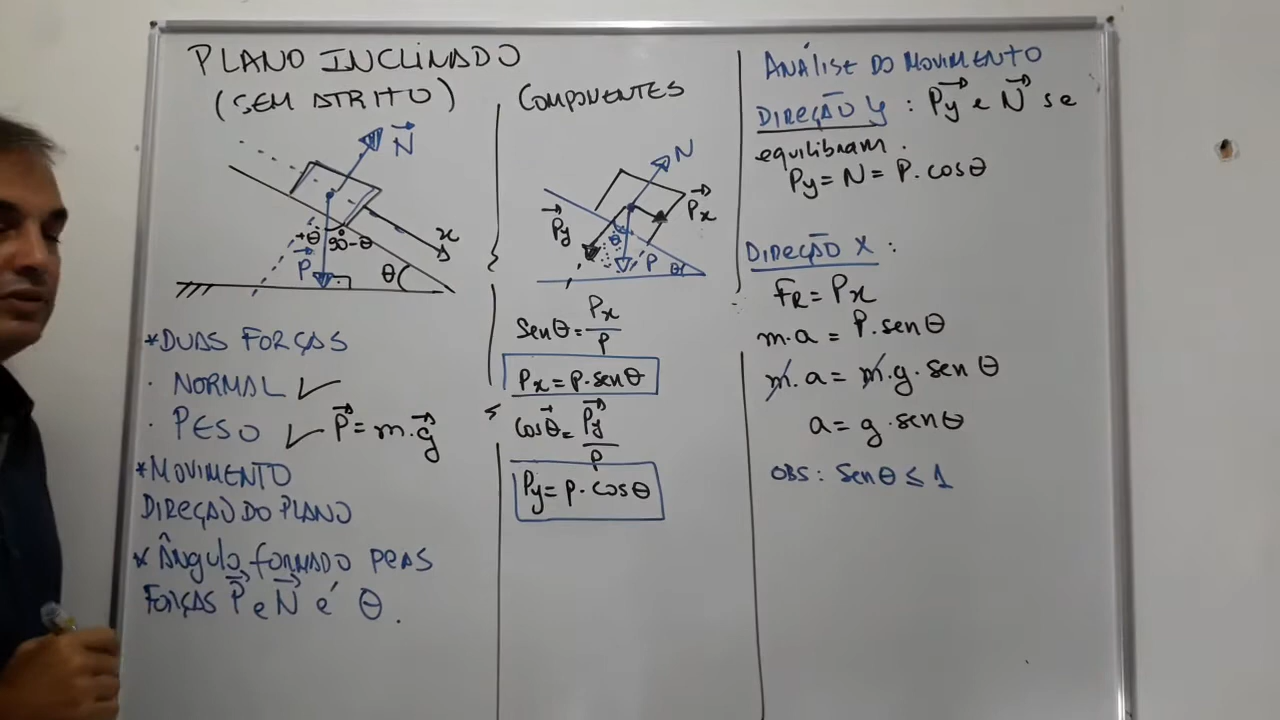 PLANO INCLINADO
(SEM ATRITO)
N
x
+θ
90-θ
P
θ
*DUAS FORÇAS
· NORMAL ✓
· PESO ✓ P=m.g
*MOVIMENTO
DIREÇÃO DO PLANO
* Ângulo formado peas
FORÇAS P e N é θ.
COMPONENTES
N
Px
Py
θ
P
θ
Senθ=Px/P
Px=P.senθ
cosθ=Py/P
Py=P.cosθ
ANÁLISE DO MOVIMENTO
DIREÇÃO Y : Py e N se
equilibram.
Py=N=P.cosθ
DIREÇÃO X :
FR=Px
m.a=P.senθ
m.a=m.g.senθ
a=g.senθ
OBS: Senθ≤1